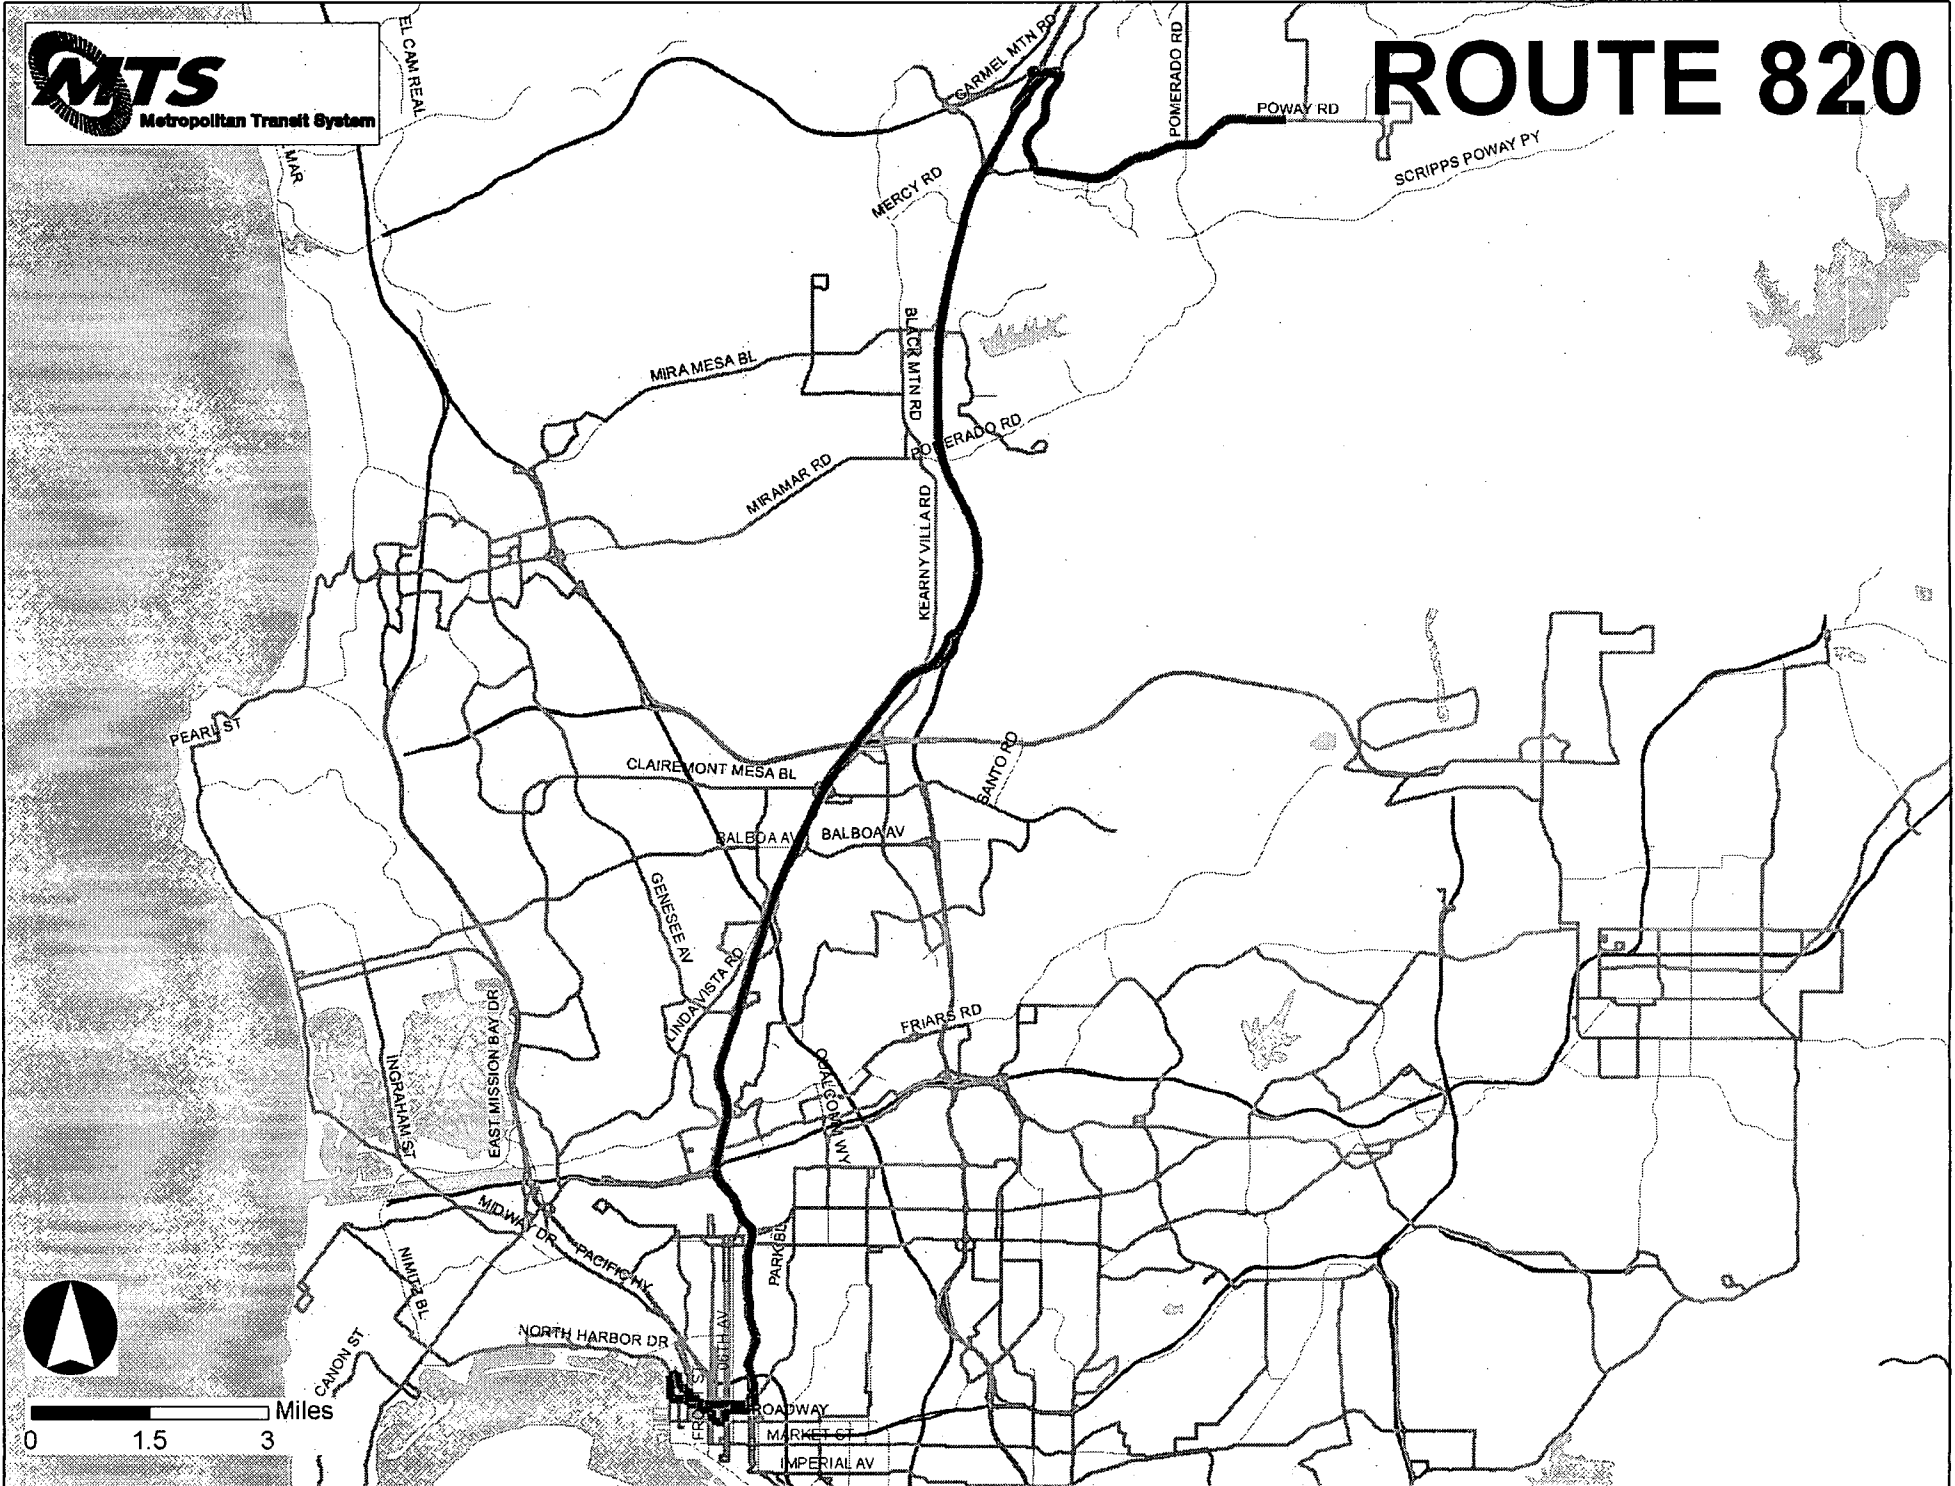 MTS
Metropolitan Transit System
ROUTE 820
EL CAM REAL
CARMEL MTN RD
POMERADO RD
POWAY RD
SCRIPPS POWAY PY
MAR
MERCY RD
BLACK MTN RD
MIRA MESA BL
POMERADO RD
MIRAMAR RD
KEARNY VILLA RD
PEARL ST
SANTO RD
CLAIREMONT MESA BL
BALBOA AV
BALBOA AV
GENESEE AV
LINDA VISTA RD
FRIARS RD
EAST MISSION BAY DR
INGRAHAM ST
QUALCOMM WY
MIDWAY DR
PACIFIC HY
PARK BL
NIMITZ BL
NORTH HARBOR DR
06TH AV
CANON ST
ROADWAY
MARKET ST
IMPERIAL AV
Miles
0 1.5 3